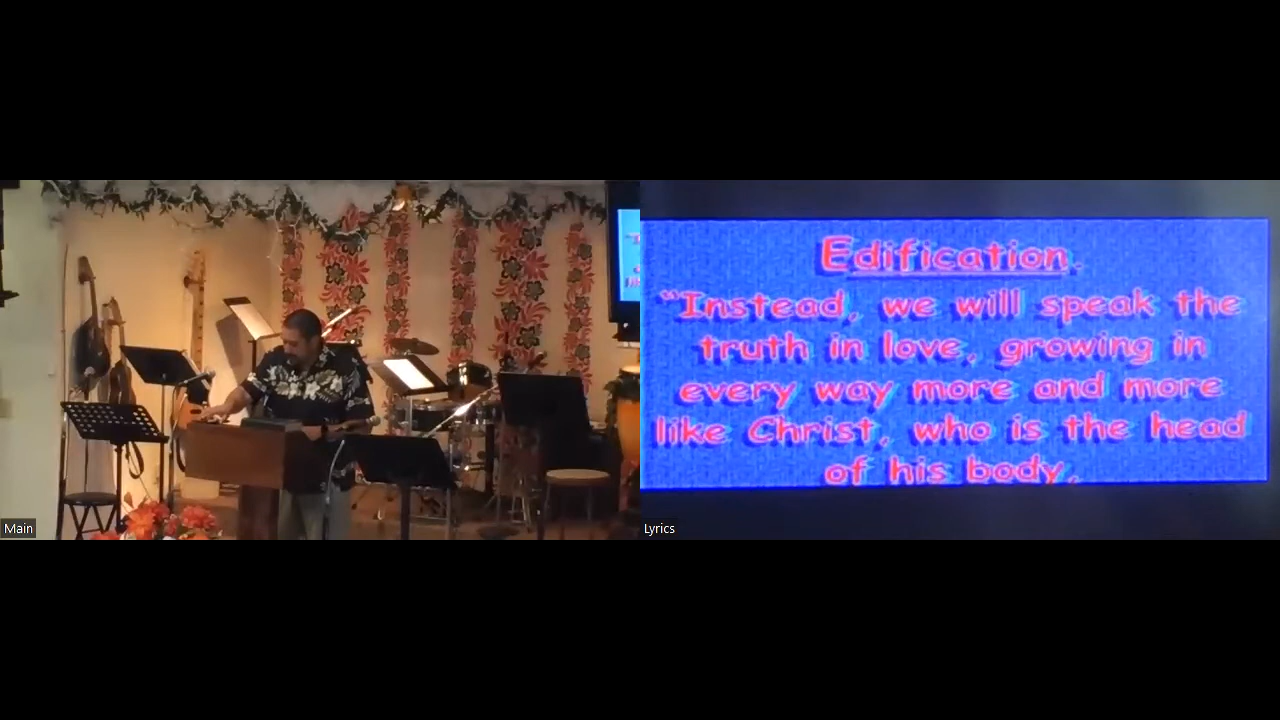 Edification.
"Instead, we will speak the
truth in love, growing in
every way more and more
like Christ, who is the head
of his body,
Main
Lyrics